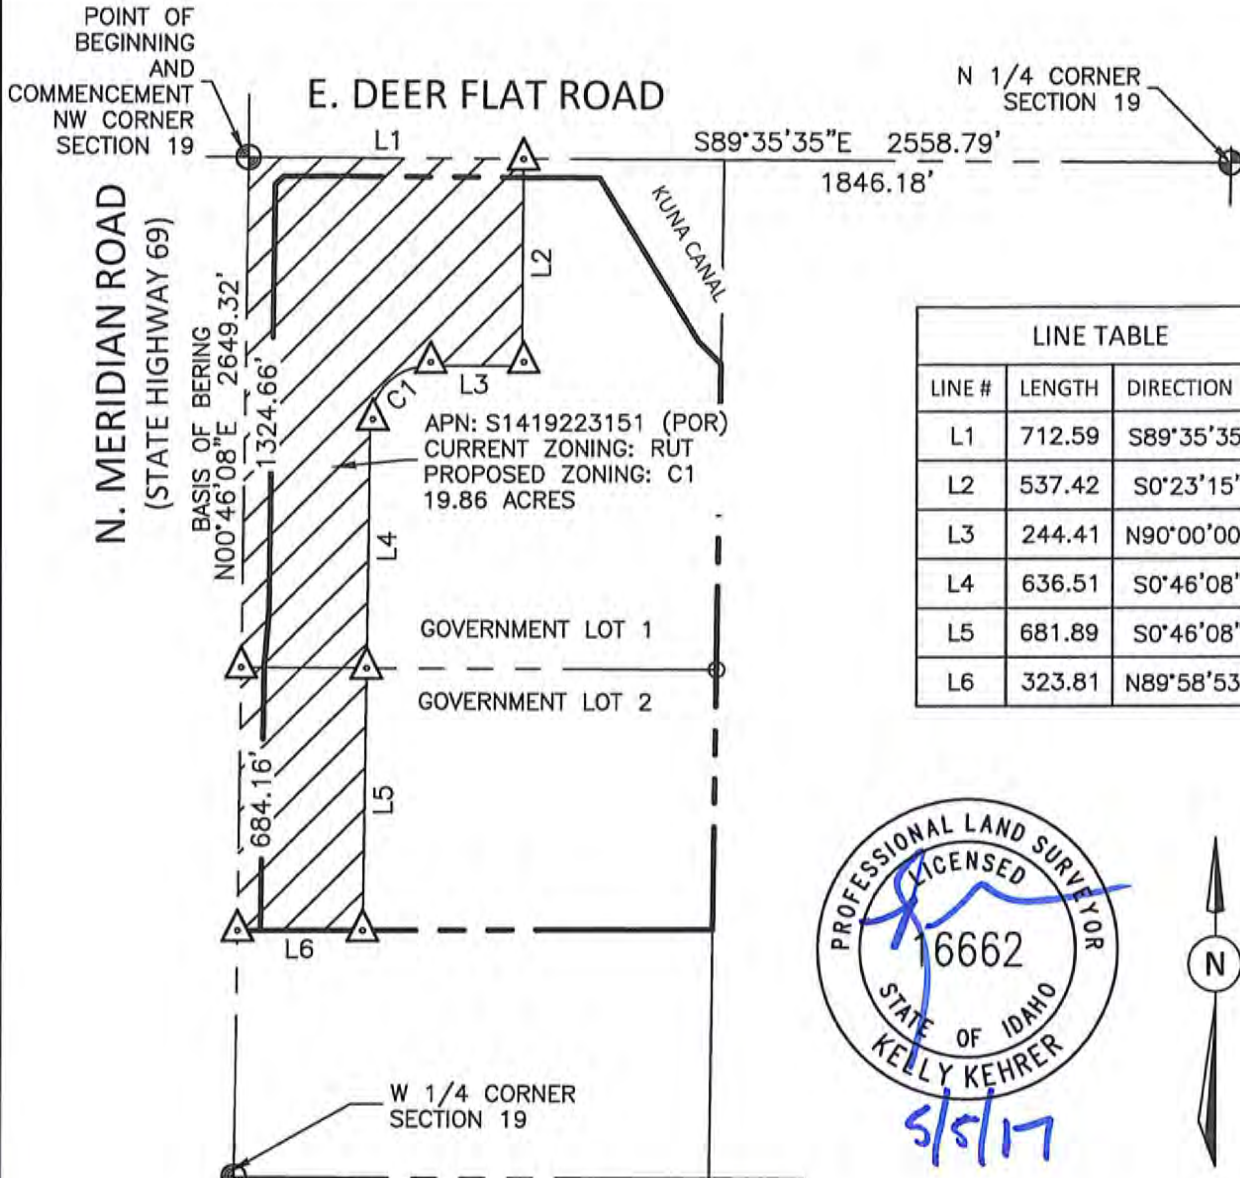 POINT OF
BEGINNING
AND
COMMENCEMENT
NW CORNER
SECTION 19
E. DEER FLAT ROAD
N 1/4 CORNER
SECTION 19
L1
S89°35'35"E 2558.79'
1846.18'
KUNA CANAL
L2
N. MERIDIAN ROAD
(STATE HIGHWAY 69)
BASIS OF BERING
N00°46'08"E 2649.32'
1324.66'
L3
C1
APN: S1419223151 (POR)
CURRENT ZONING: RUT
PROPOSED ZONING: C1
19.86 ACRES
L4
GOVERNMENT LOT 1
GOVERNMENT LOT 2
684.16'
L5
L6
W 1/4 CORNER
SECTION 19
LINE TABLE
LINE # LENGTH DIRECTION
L1 712.59 S89°35'35
L2 537.42 S0°23'15"
L3 244.41 N90°00'00
L4 636.51 S0°46'08"
L5 681.89 S0°46'08"
L6 323.81 N89°58'53
PROFESSIONAL LAND SURVEYOR
LICENSED
16662
STATE OF IDAHO
KELLY KEHRER
5/5/17
N